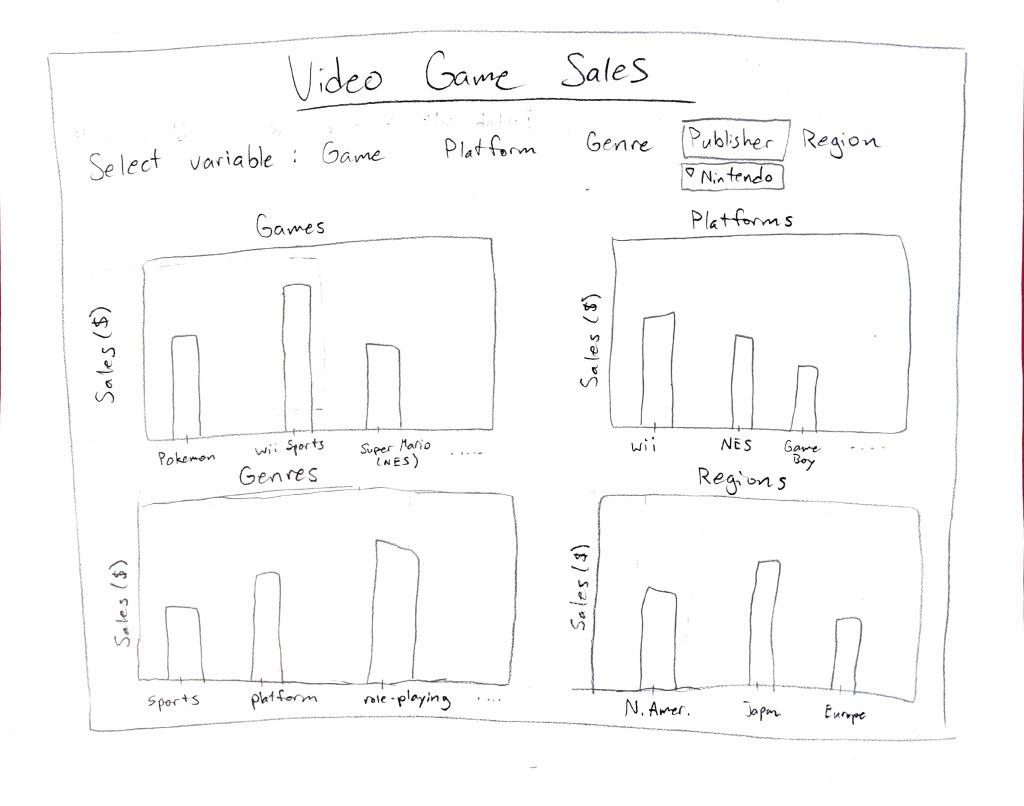 Video Game Sales
Select variable : Game Platform Genre Publisher Region
▽ Nintendo
Games
Sales ($)
Pokemon Wii Sports Super Mario (NES) .....
Platforms
Sales ($)
Wii NES Game Boy ....
Genres
Sales ($)
Sports platform role-playing ....
Regions
Sales ($)
N. Amer. Japan Europe